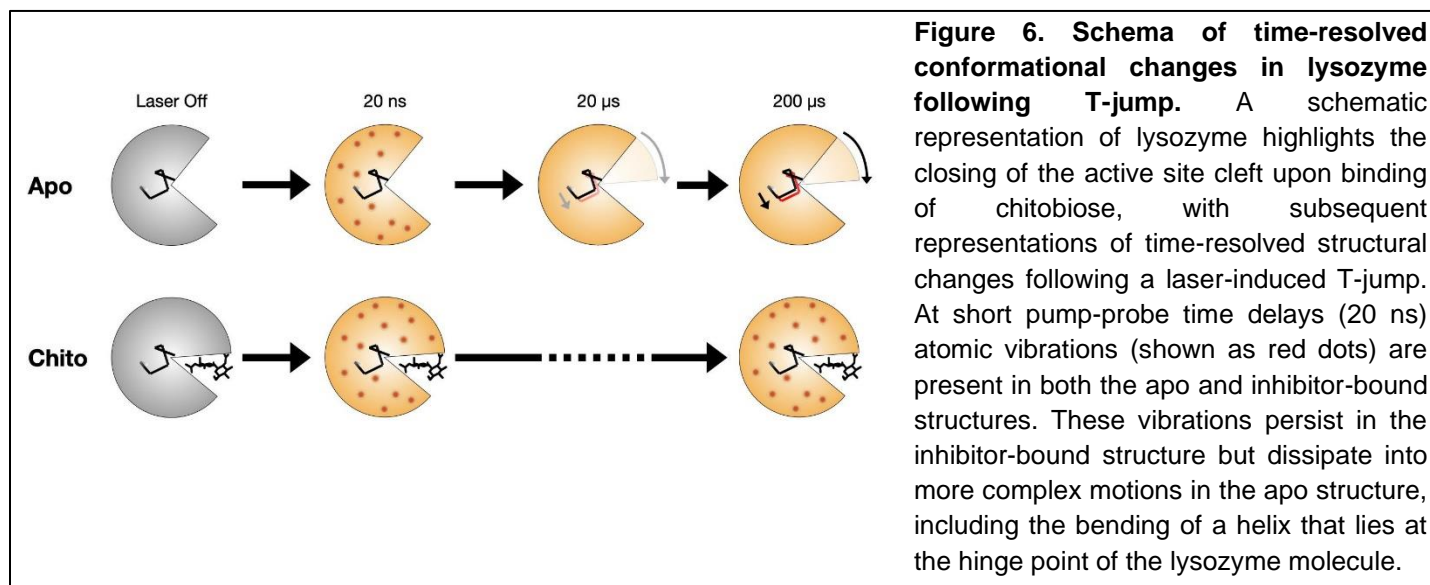 Laser Off
20 ns
20 µs
200 µs
Apo
Chito
Figure 6. Schema of time-resolved
conformational changes in lysozyme
following T-jump. A schematic
representation of lysozyme highlights the
closing of the active site cleft upon binding
of chitobiose, with subsequent
representations of time-resolved structural
changes following a laser-induced T-jump.
At short pump-probe time delays (20 ns)
atomic vibrations (shown as red dots) are
present in both the apo and inhibitor-bound
structures. These vibrations persist in the
inhibitor-bound structure but dissipate into
more complex motions in the apo structure,
including the bending of a helix that lies at
the hinge point of the lysozyme molecule.